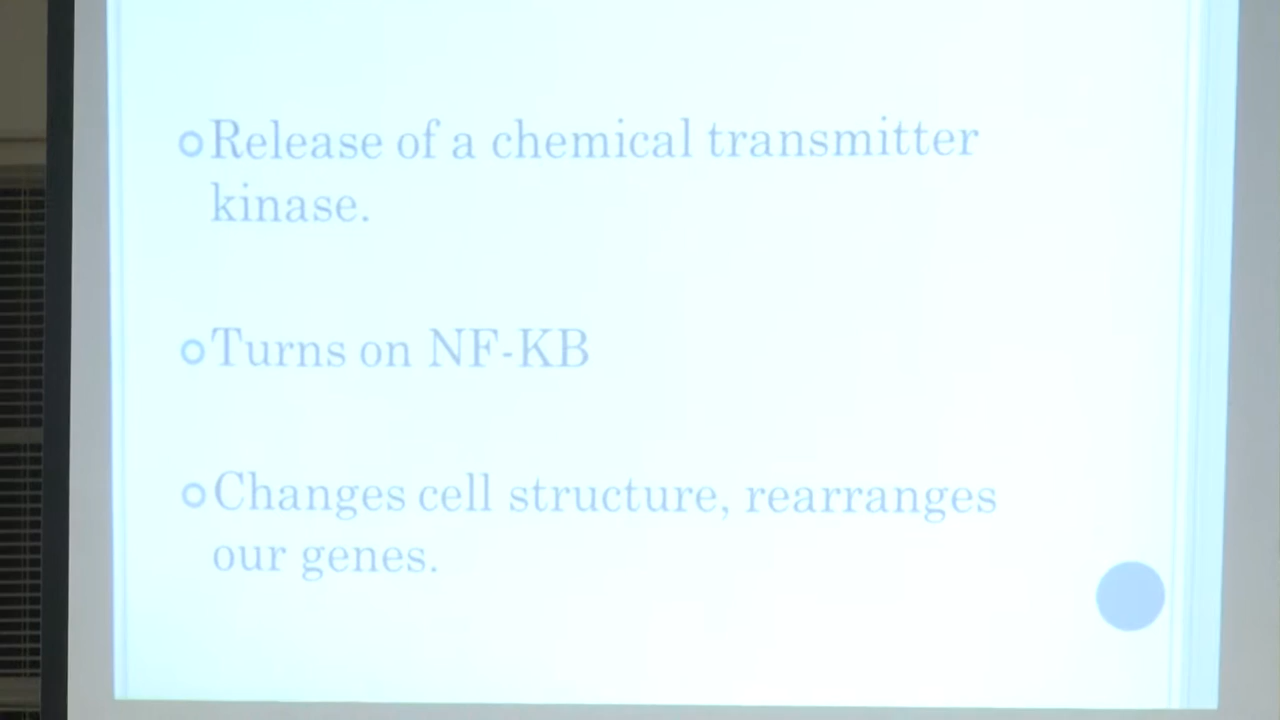 Release of a chemical transmitter
kinase.
Turns on NF-KB
Changes cell structure, rearranges
our genes.